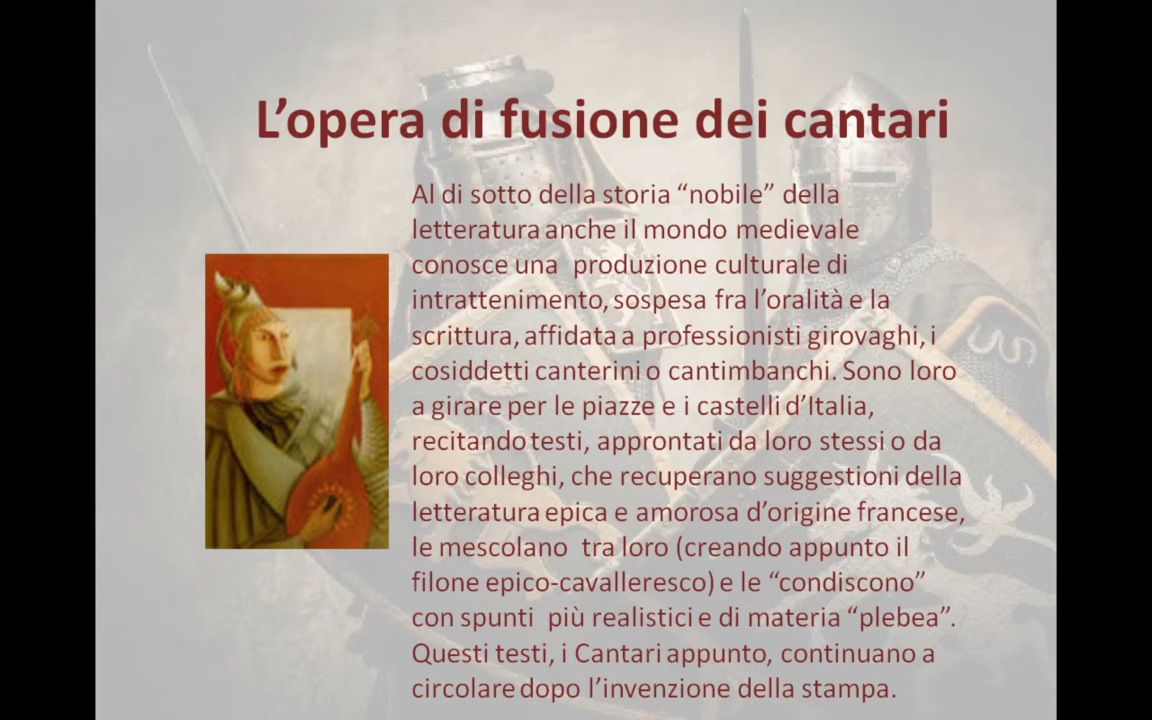 L’opera di fusione dei cantari
Al di sotto della storia “nobile” della
letteratura anche il mondo medievale
conosce una produzione culturale di
intrattenimento, sospesa fra l’oralità e la
scrittura, affidata a professionisti girovaghi, i
cosiddetti canterini o cantimbanchi. Sono loro
a girare per le piazze e i castelli d’Italia,
recitando testi, approntati da loro stessi o da
loro colleghi, che recuperano suggestioni della
letteratura epica e amorosa d’origine francese,
le mescolano tra loro (creando appunto il
filone epico-cavalleresco) e le “condiscono”
con spunti più realistici e di materia “plebea”.
Questi testi, i Cantari appunto, continuano a
circolare dopo l’invenzione della stampa.